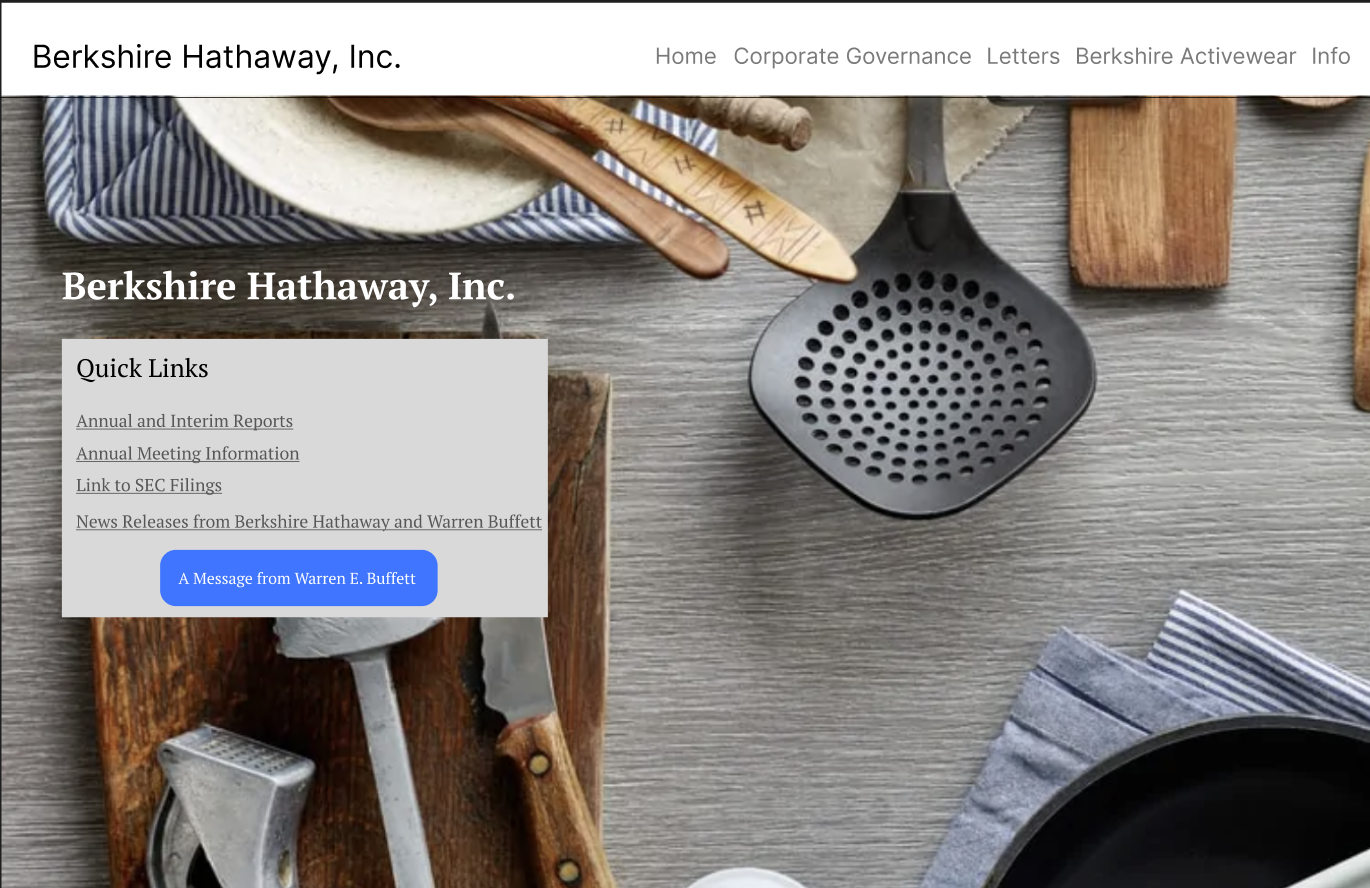 Berkshire Hathaway, Inc.
Home Corporate Governance Letters Berkshire Activewear Info
Berkshire Hathaway, Inc.
Quick Links
Annual and Interim Reports
Annual Meeting Information
Link to SEC Filings
News Releases from Berkshire Hathaway and Warren Buffett
A Message from Warren E. Buffett